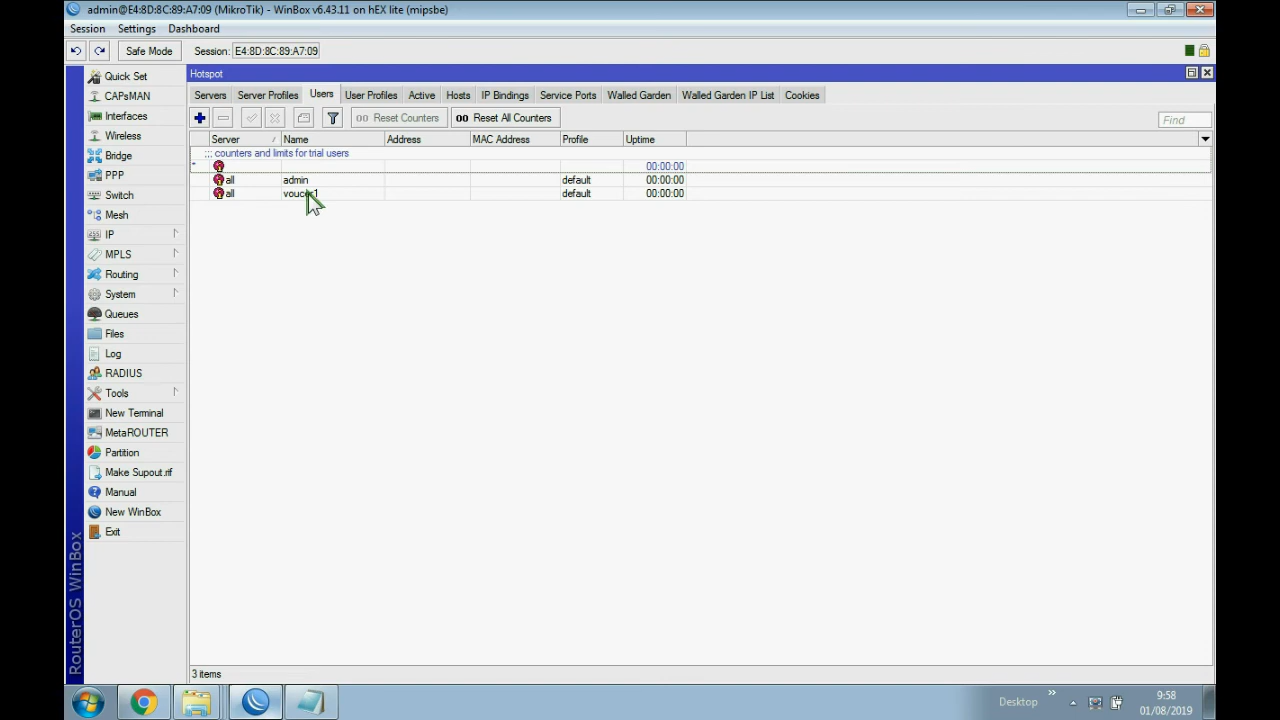 admin@E4:8D:8C:89:A7:09 (MikroTik) - WinBox v6.43.11 on hEX lite (mipsbe)
Session Settings Dashboard
Safe Mode Session: E4:8D:8C:89:A7:09
Hotspot
Servers Server Profiles Users User Profiles Active Hosts IP Bindings Service Ports Walled Garden Walled Garden IP List Cookies
00 Reset Counters 00 Reset All Counters Find
Server / Name Address MAC Address Profile Uptime
;;; counters and limits for trial users
* 00:00:00
all admin default 00:00:00
all default 00:00:00
3 items
Quick Set
CAPsMAN
Interfaces
Wireless
Bridge
PPP
Switch
Mesh
IP
MPLS
Routing
System
Queues
Files
Log
RADIUS
Tools
New Terminal
MetaROUTER
Partition
Make Supout.rif
Manual
New WinBox
Exit
RouterOS WinBox
Desktop »
9:58
01/08/2019